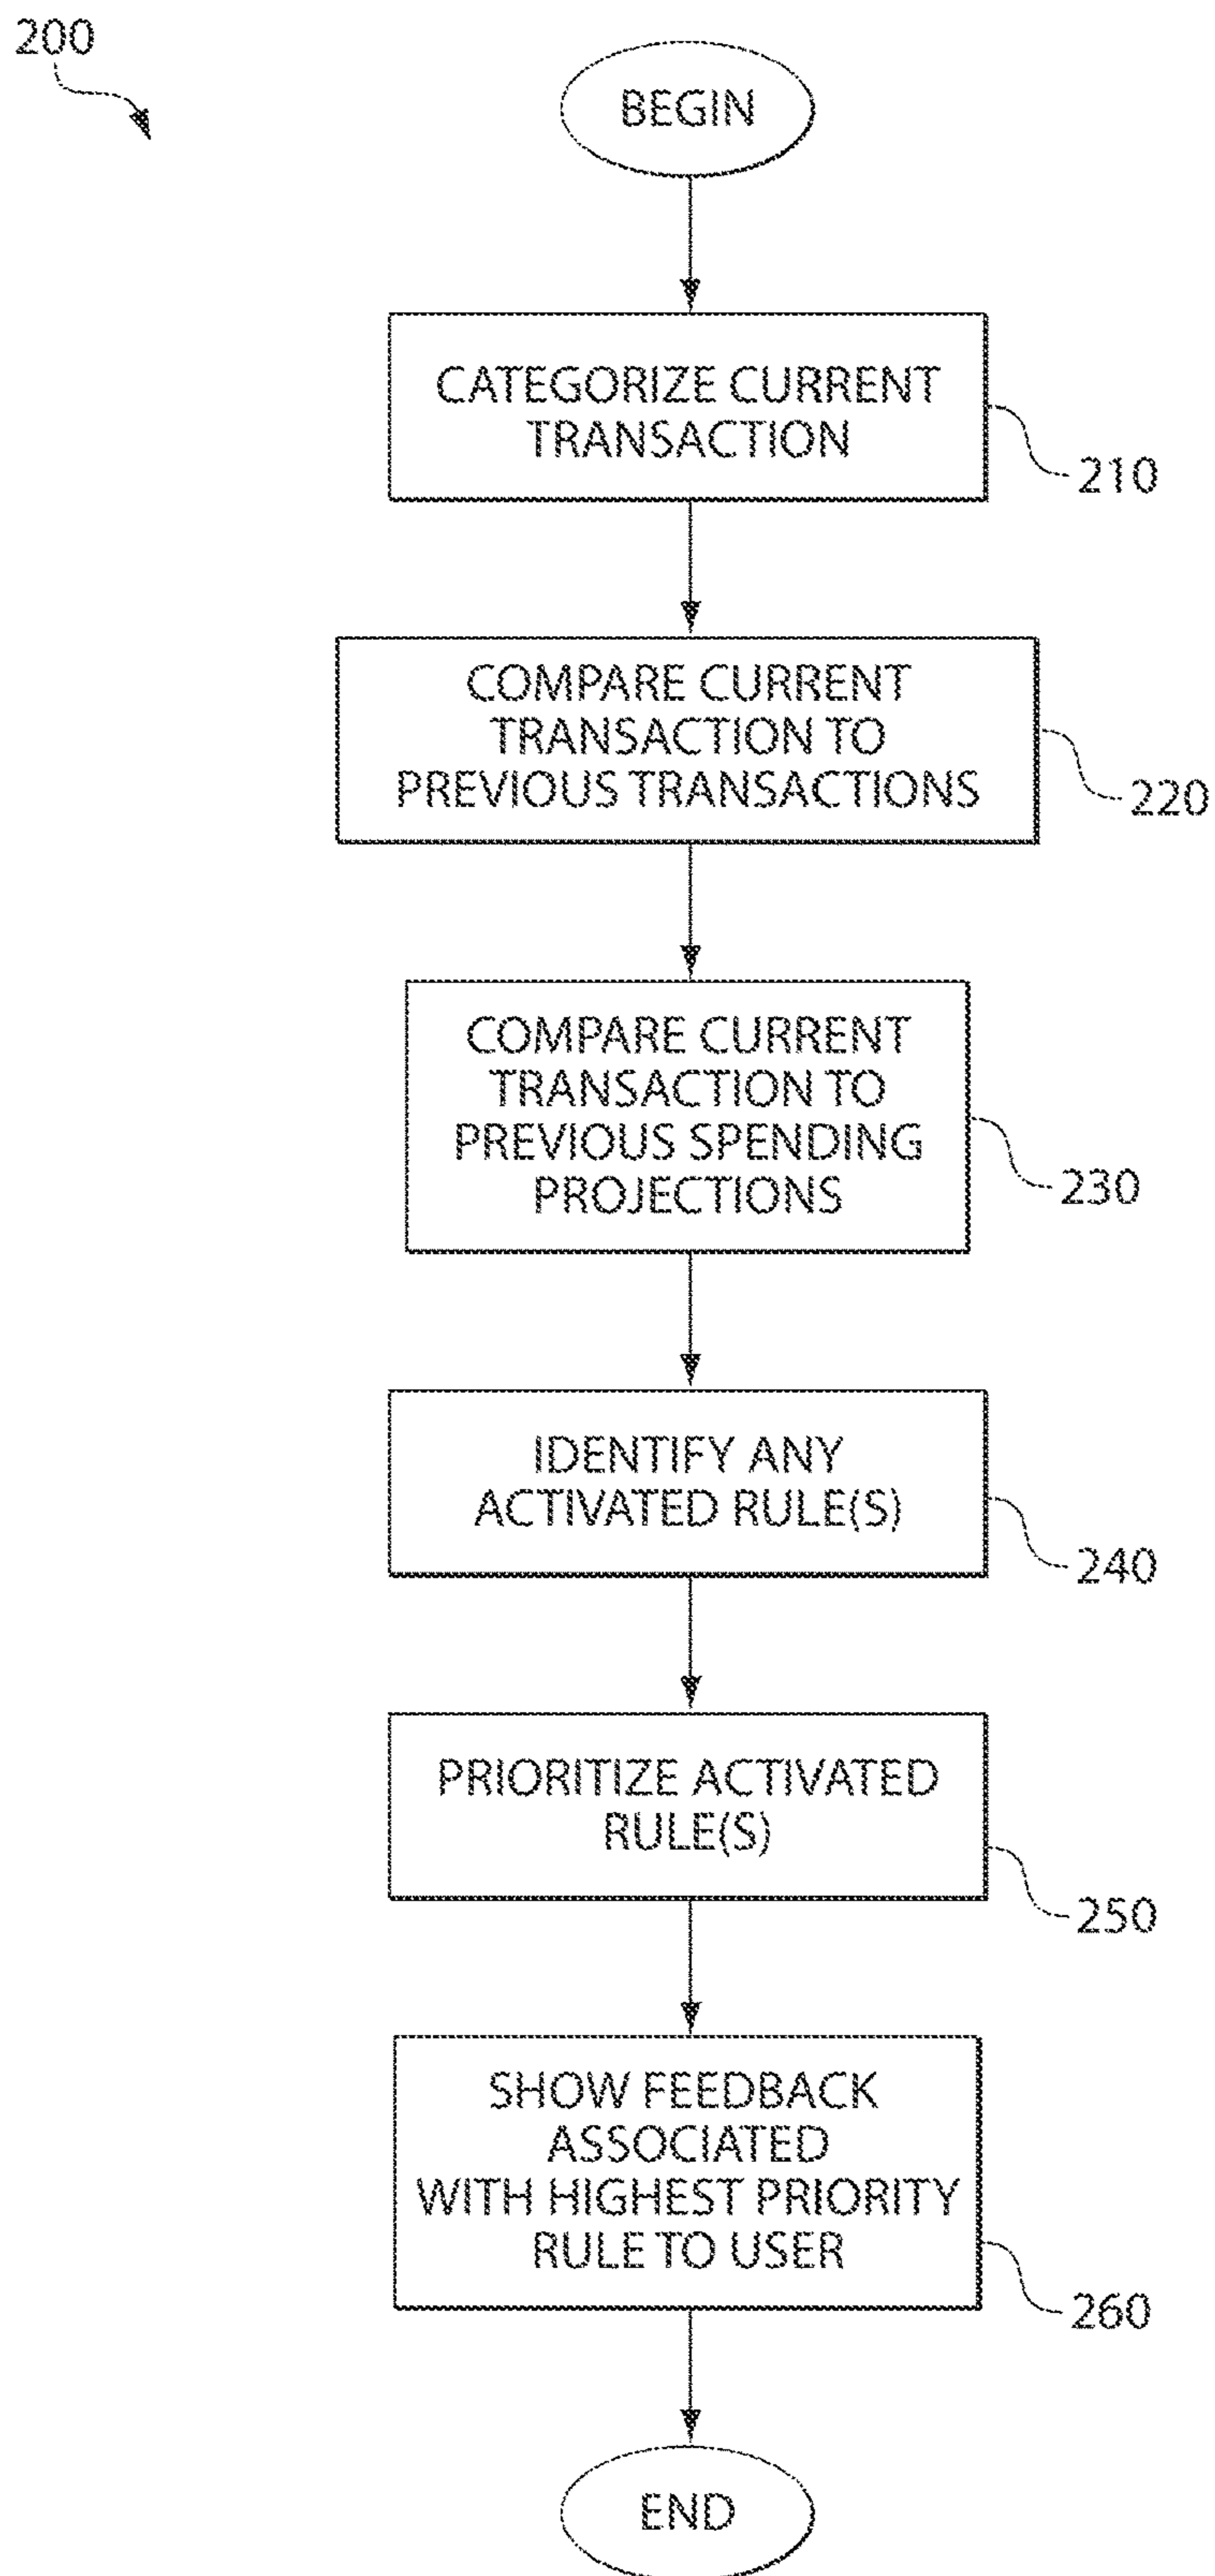 200
BEGIN
CATEGORIZE CURRENT
TRANSACTION
210
COMPARE CURRENT
TRANSACTION TO
PREVIOUS TRANSACTIONS
220
COMPARE CURRENT
TRANSACTION TO
PREVIOUS SPENDING
PROJECTIONS
230
IDENTIFY ANY
ACTIVATED RULE(S)
240
PRIORITIZE ACTIVATED
RULE(S)
250
SHOW FEEDBACK
ASSOCIATED
WITH HIGHEST PRIORITY
RULE TO USER
260
END